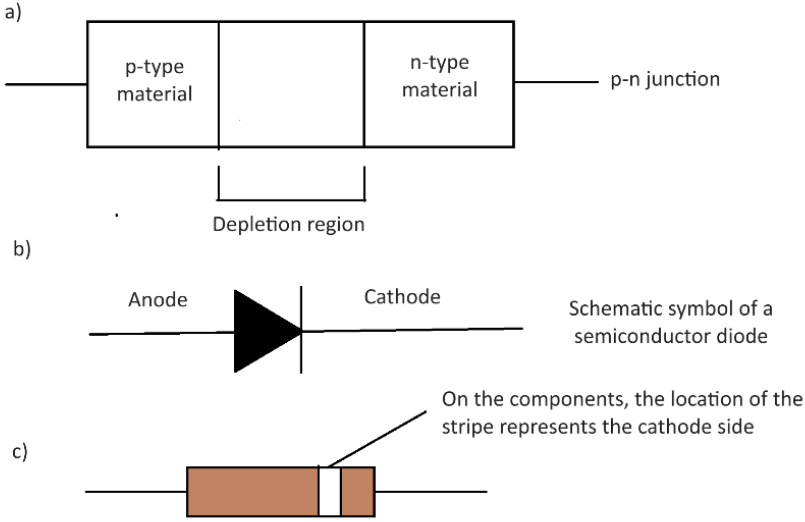 a)
p-type
material
n-type
material
p-n junction
Depletion region
b)
Anode
Cathode
Schematic symbol of a
semiconductor diode
On the components, the location of the
stripe represents the cathode side
c)